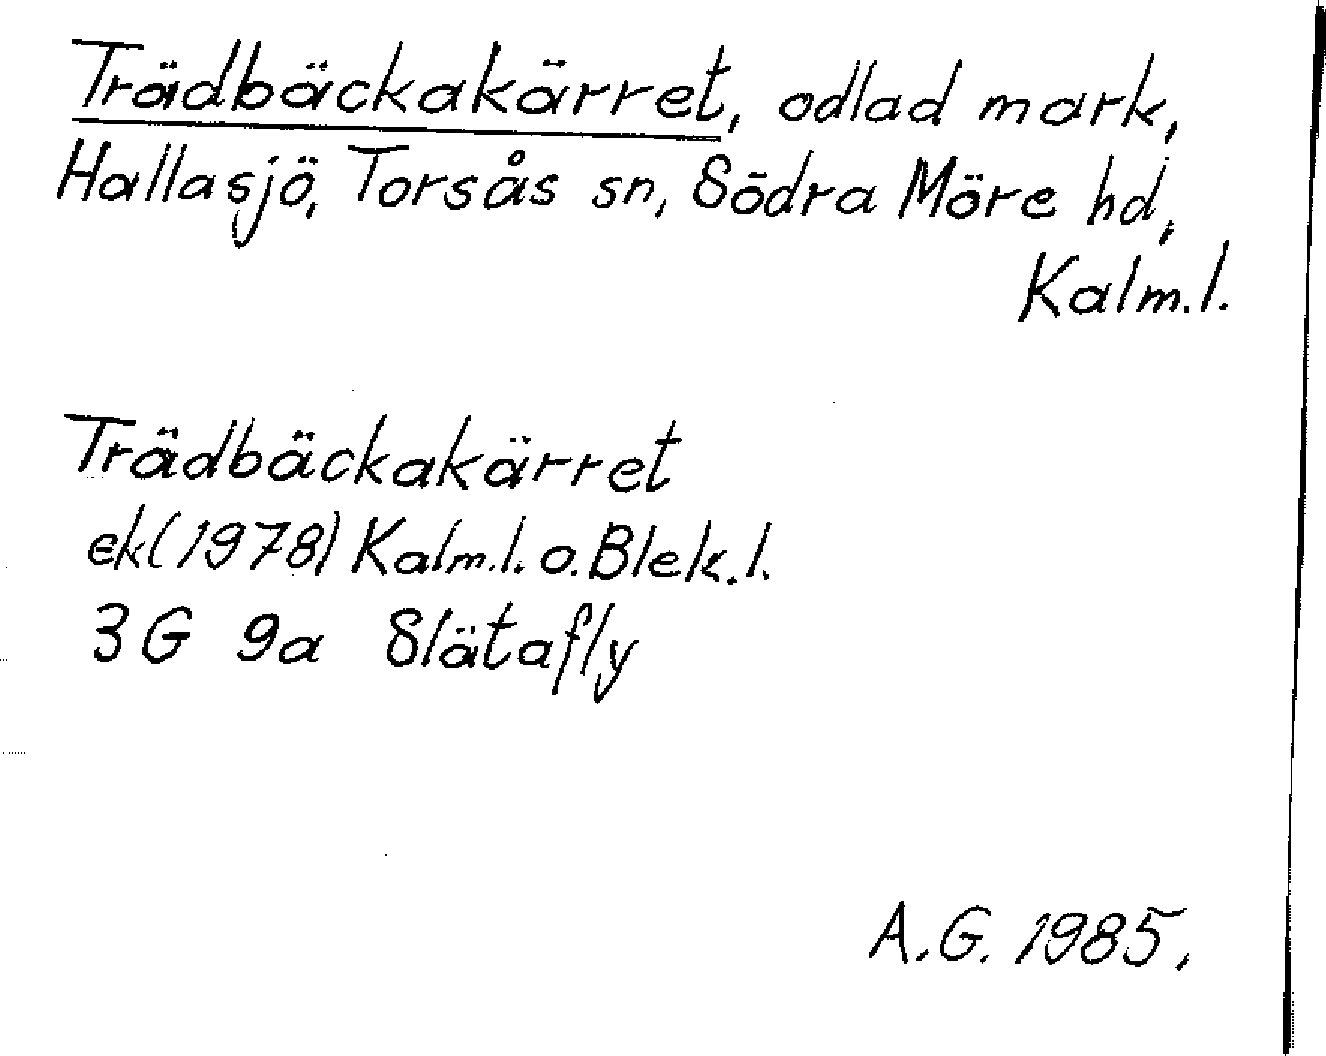 Trädbäckakärret, odlad mark,
Hallasjö, Torsås sn, Södra Möre hd,
Kalm.l.
Trädbäckakärret
ek(1978) Kalm.l. o. Blek.l.
3G 9a Slätafly
A.G. 1985.